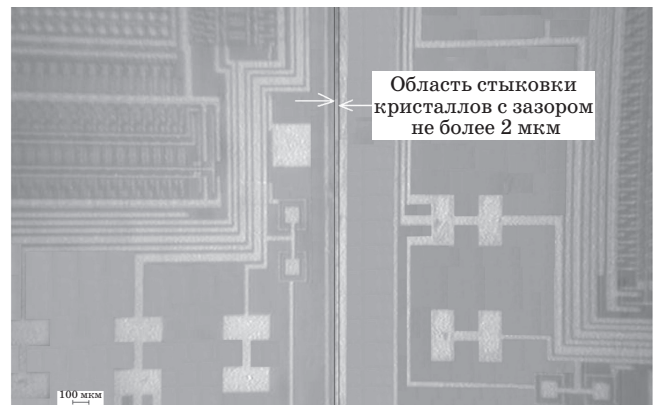 Область стыковки
кристаллов с зазором
не более 2 мкм
100 мкм